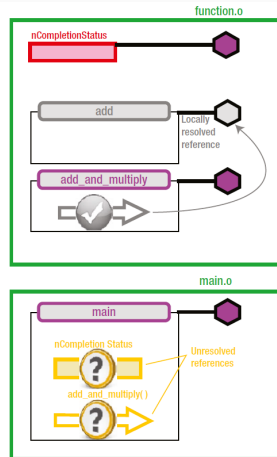 function.o
nCompletionStatus
add
Locally
resolved
reference
add_and_multiply
main.o
main
nCompletion Status
?
Unresolved
references
add_and_multiply( )
?